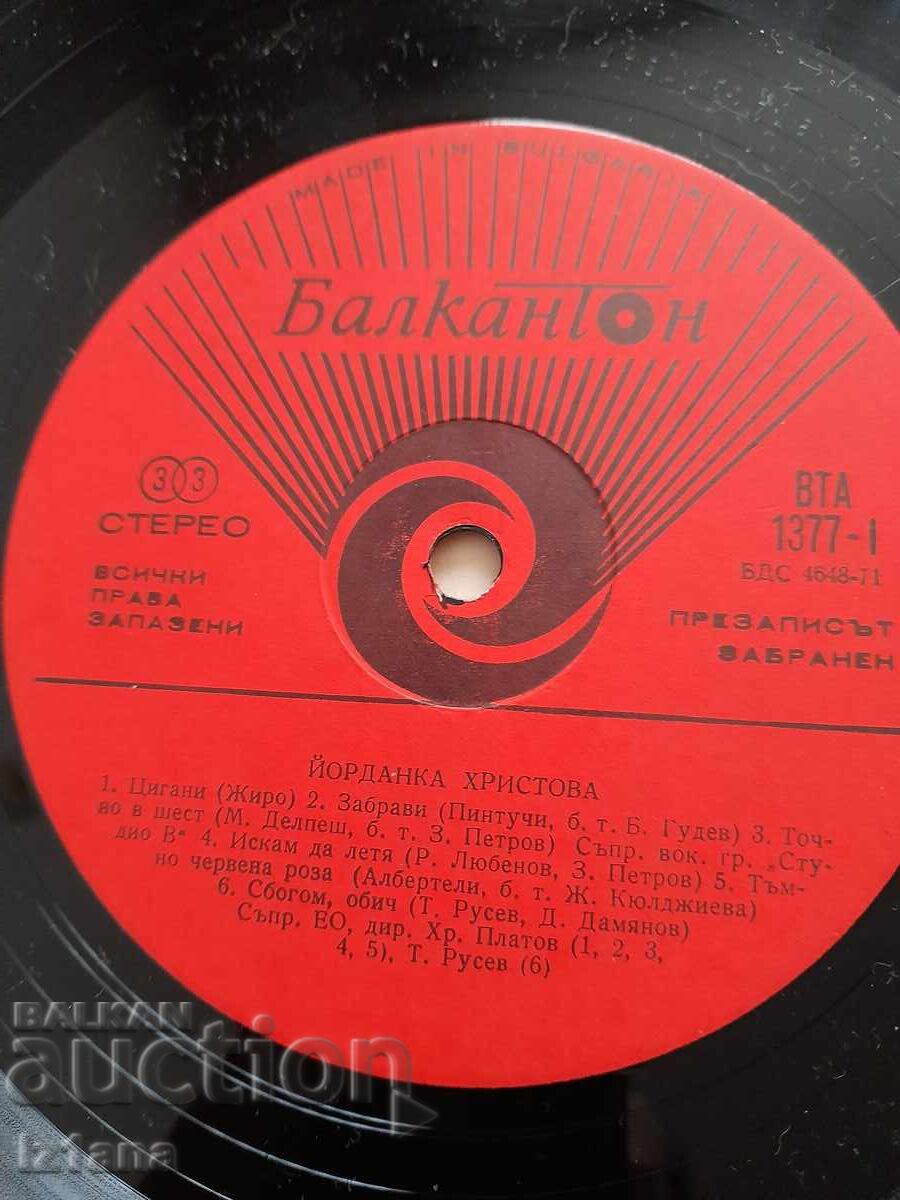 MADE IN BULGARIA
Балкантон
33
СТЕРЕО
ВСИЧКИ
ПРАВА
ЗАПАЗЕНИ
ВТА
1377-I
БДС 4648-71
ПРЕЗАПИСЪТ
ЗАБРАНЕН
ЙОРДАНКА ХРИСТОВА
1. Цигани (Жиро) 2. Забрави (Пинтучи, б. т. Б. Гудев) 3. Точ-
но в шест (М. Делпеш, б. т. З. Петров) Съпр. вок. гр. „Сту-
дио В“ 4. Искам да летя (Р. Любенов, З. Петров) 5. Тъм-
но червена роза (Албертели, б. т. Ж. Кюлджиева)
6. Сбогом, обич (Т. Русев, Д. Дамянов)
Съпр. ЕО, дир. Хр. Платов (1, 2, 3,
4, 5), Т. Русев (6)
BALKAN
auction
Iztana